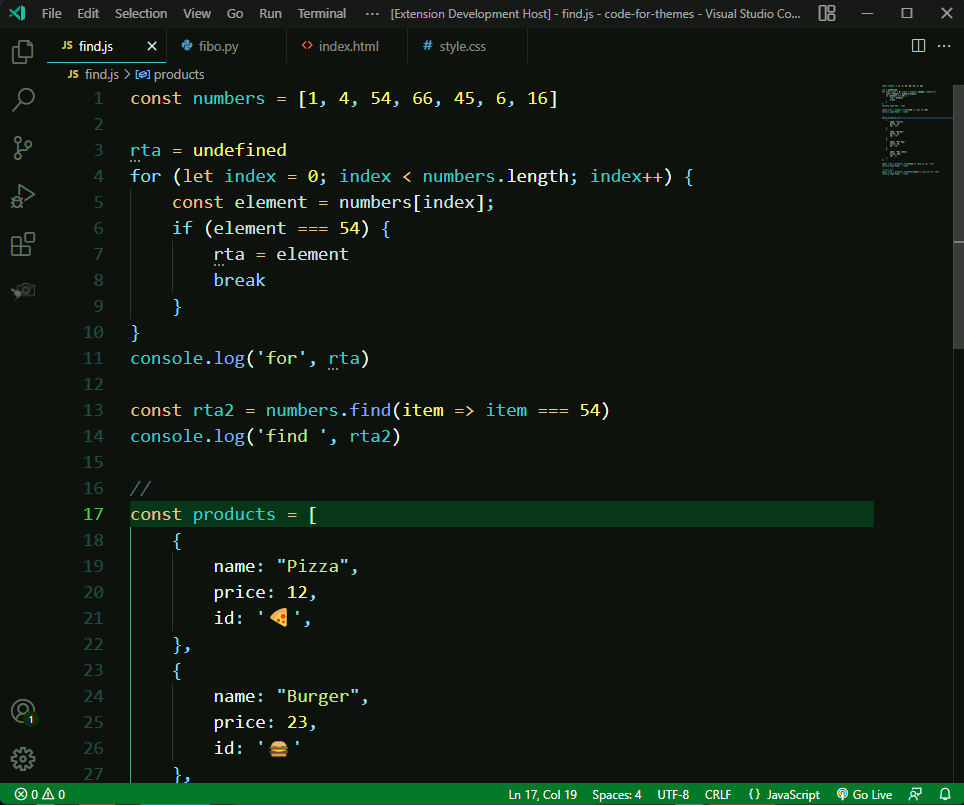 File Edit Selection View Go Run Terminal ··· [Extension Development Host] - find.js - code-for-themes - Visual Studio Co...
JS find.js fibo.py <> index.html # style.css
JS find.js > products
1 const numbers = [1, 4, 54, 66, 45, 6, 16]
2
3 rta = undefined
4 for (let index = 0; index < numbers.length; index++) {
5 const element = numbers[index];
6 if (element === 54) {
7 rta = element
8 break
9 }
10 }
11 console.log('for', rta)
12
13 const rta2 = numbers.find(item => item === 54)
14 console.log('find ', rta2)
15
16 //
17 const products = [
18 {
19 name: "Pizza",
20 price: 12,
21 id: '🍕',
22 },
23 {
24 name: "Burger",
25 price: 23,
26 id: '🍔'
27 },
1
0 0 Ln 17, Col 19 Spaces: 4 UTF-8 CRLF {} JavaScript Go Live